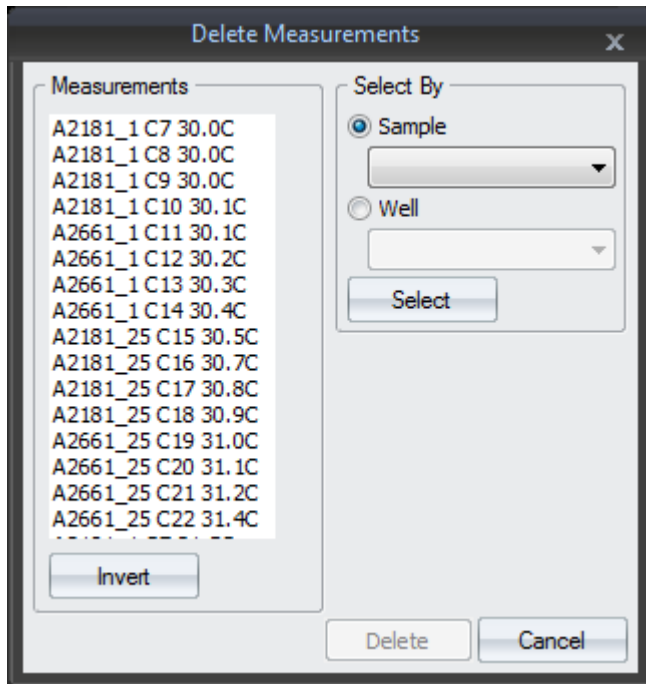 Delete Measurements
x
Measurements
A2181_1 C7 30.0C
A2181_1 C8 30.0C
A2181_1 C9 30.0C
A2181_1 C10 30.1C
A2661_1 C11 30.1C
A2661_1 C12 30.2C
A2661_1 C13 30.3C
A2661_1 C14 30.4C
A2181_25 C15 30.5C
A2181_25 C16 30.7C
A2181_25 C17 30.8C
A2181_25 C18 30.9C
A2661_25 C19 31.0C
A2661_25 C20 31.1C
A2661_25 C21 31.2C
A2661_25 C22 31.4C
Invert
Select By
Sample
Well
Select
Delete
Cancel